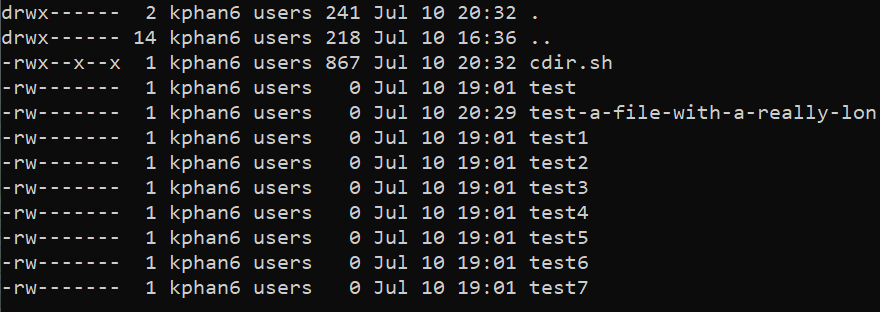 drwx------  2 kphan6 users 241 Jul 10 20:32 .
drwx------ 14 kphan6 users 218 Jul 10 16:36 ..
-rwx--x--x  1 kphan6 users 867 Jul 10 20:32 cdir.sh
-rw-------  1 kphan6 users   0 Jul 10 19:01 test
-rw-------  1 kphan6 users   0 Jul 10 20:29 test-a-file-with-a-really-lon
-rw-------  1 kphan6 users   0 Jul 10 19:01 test1
-rw-------  1 kphan6 users   0 Jul 10 19:01 test2
-rw-------  1 kphan6 users   0 Jul 10 19:01 test3
-rw-------  1 kphan6 users   0 Jul 10 19:01 test4
-rw-------  1 kphan6 users   0 Jul 10 19:01 test5
-rw-------  1 kphan6 users   0 Jul 10 19:01 test6
-rw-------  1 kphan6 users   0 Jul 10 19:01 test7